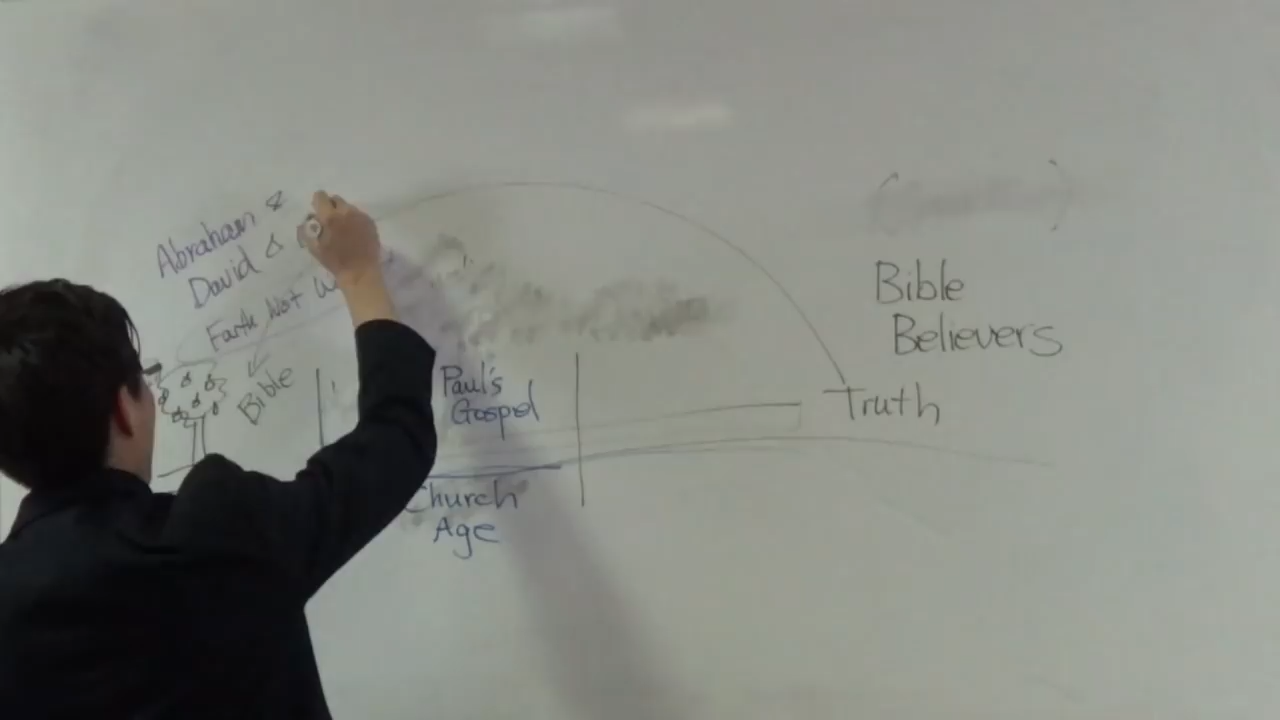 Abraham &
David &
Faith Not W
Bible
Paul's
Gospel
Church
Age
Bible
Believers
Truth